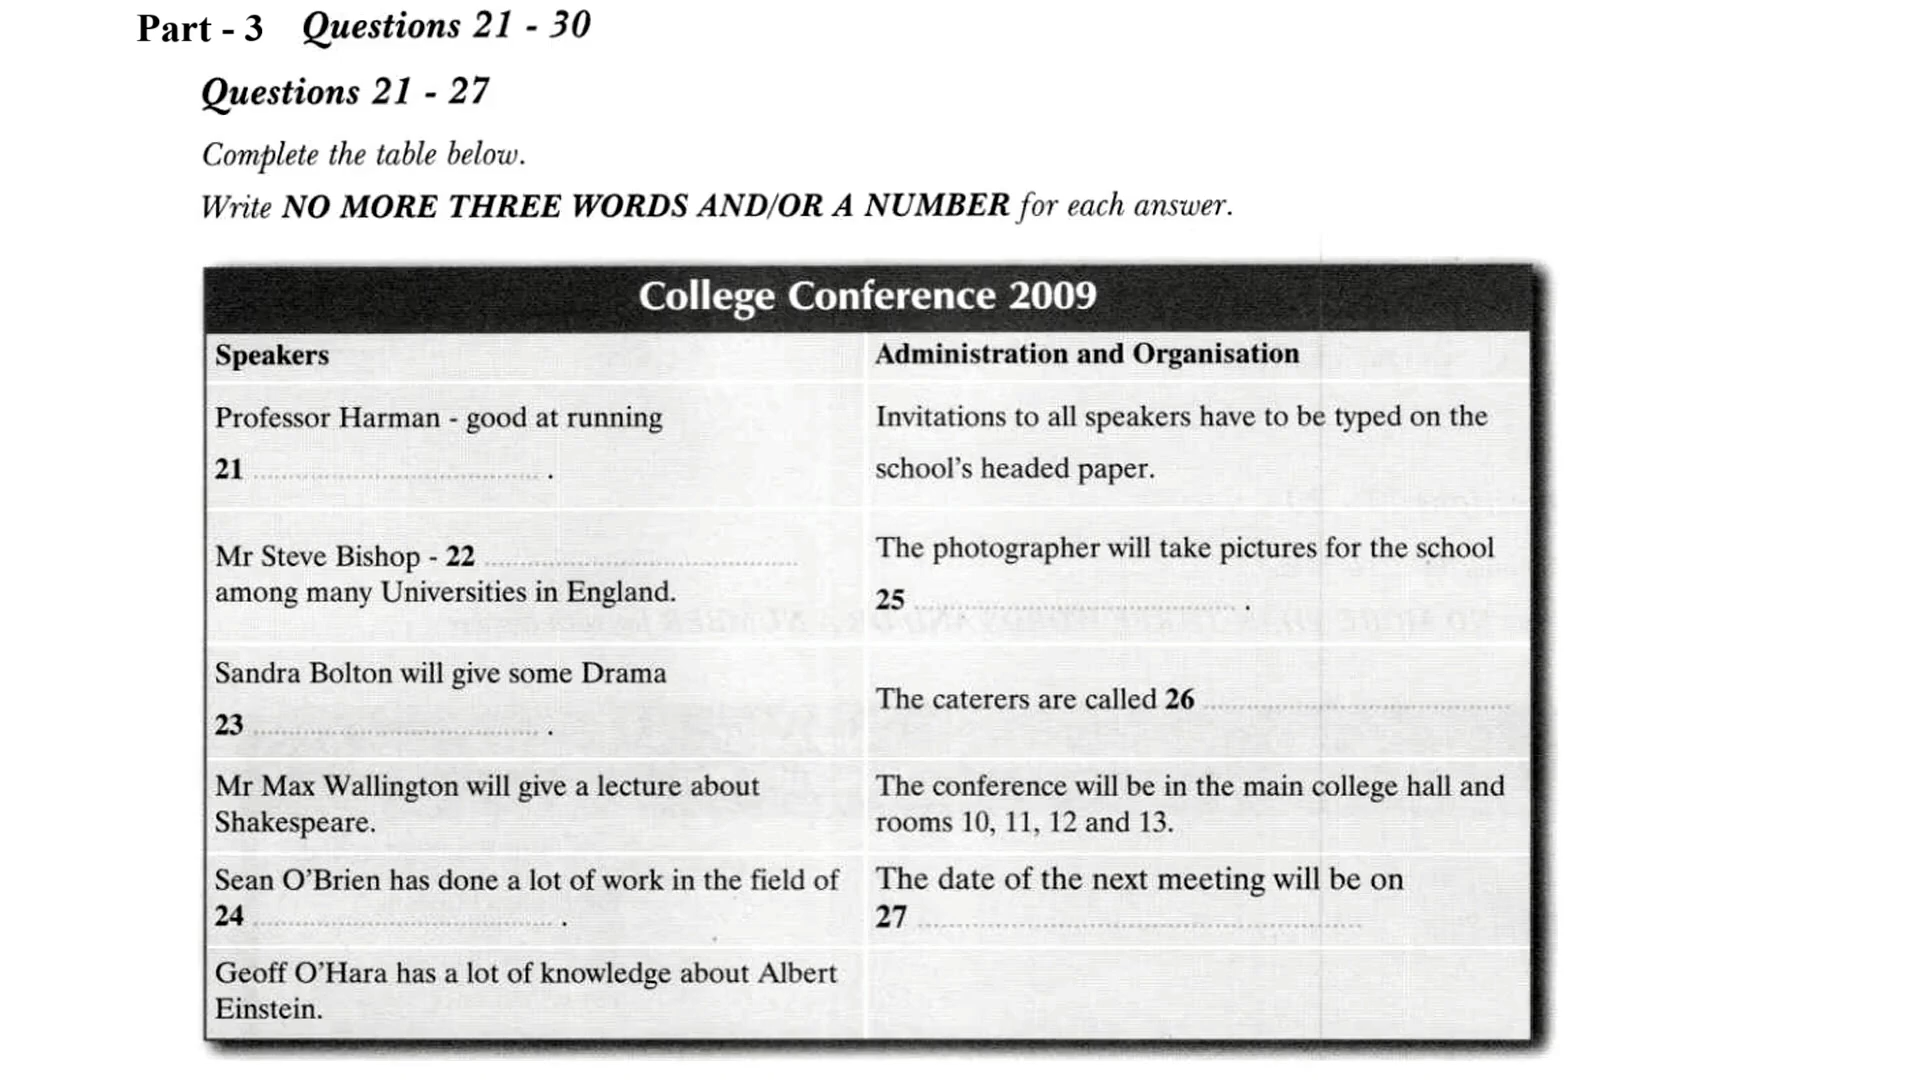 Part - 3 Questions 21 - 30
Questions 21 - 27
Complete the table below.
Write NO MORE THREE WORDS AND/OR A NUMBER for each answer.
College Conference 2009
Speakers
Administration and Organisation
Professor Harman - good at running
21 .................................. .
Invitations to all speakers have to be typed on the
school's headed paper.
Mr Steve Bishop - 22 ..................................
among many Universities in England.
The photographer will take pictures for the school
25 .................................. .
Sandra Bolton will give some Drama
23 .................................. .
The caterers are called 26 ..................................
Mr Max Wallington will give a lecture about
Shakespeare.
The conference will be in the main college hall and
rooms 10, 11, 12 and 13.
Sean O'Brien has done a lot of work in the field of
24 .................................. .
The date of the next meeting will be on
27 ..................................
Geoff O'Hara has a lot of knowledge about Albert
Einstein.